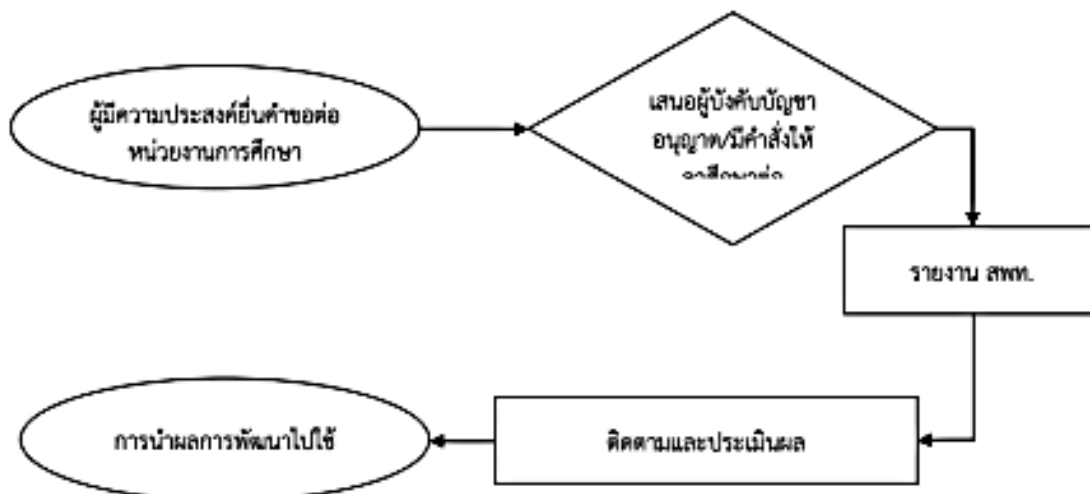 ผู้มีความประสงค์ยื่นคำขอต่อ
หน่วยงานการศึกษา
เสนอผู้บังคับบัญชา
อนุญาต/มีคำสั่งให้
รายงาน สพท.
ติดตามและประเมินผล
การนำผลการพัฒนาไปใช้